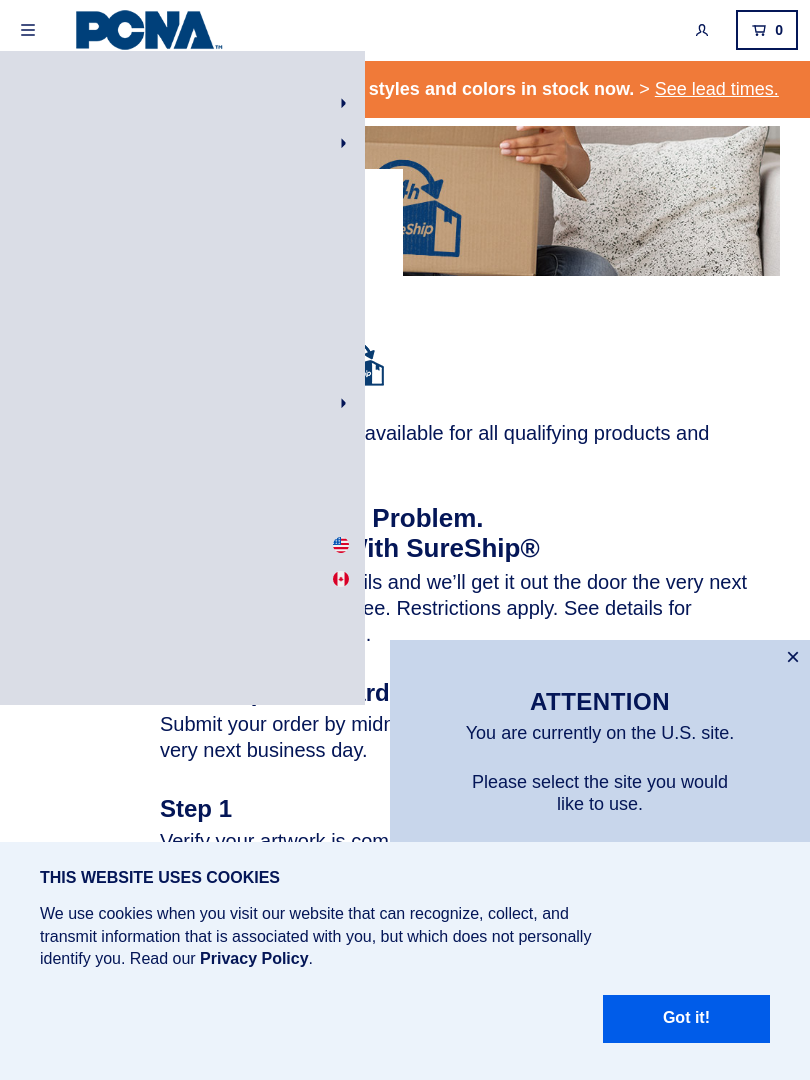 PCNA™
0
styles and colors in stock now. > See lead times.
available for all qualifying products and
Problem.
With SureShip®
and we’ll get it out the door the very next
Restrictions apply. See details for
Submit your order by
very next business day.
Step 1
Verify your artwork is
ATTENTION
You are currently on the U.S. site.
Please select the site you would
like to use.
THIS WEBSITE USES COOKIES
We use cookies when you visit our website that can recognize, collect, and
transmit information that is associated with you, but which does not personally
identify you. Read our Privacy Policy.
Got it!